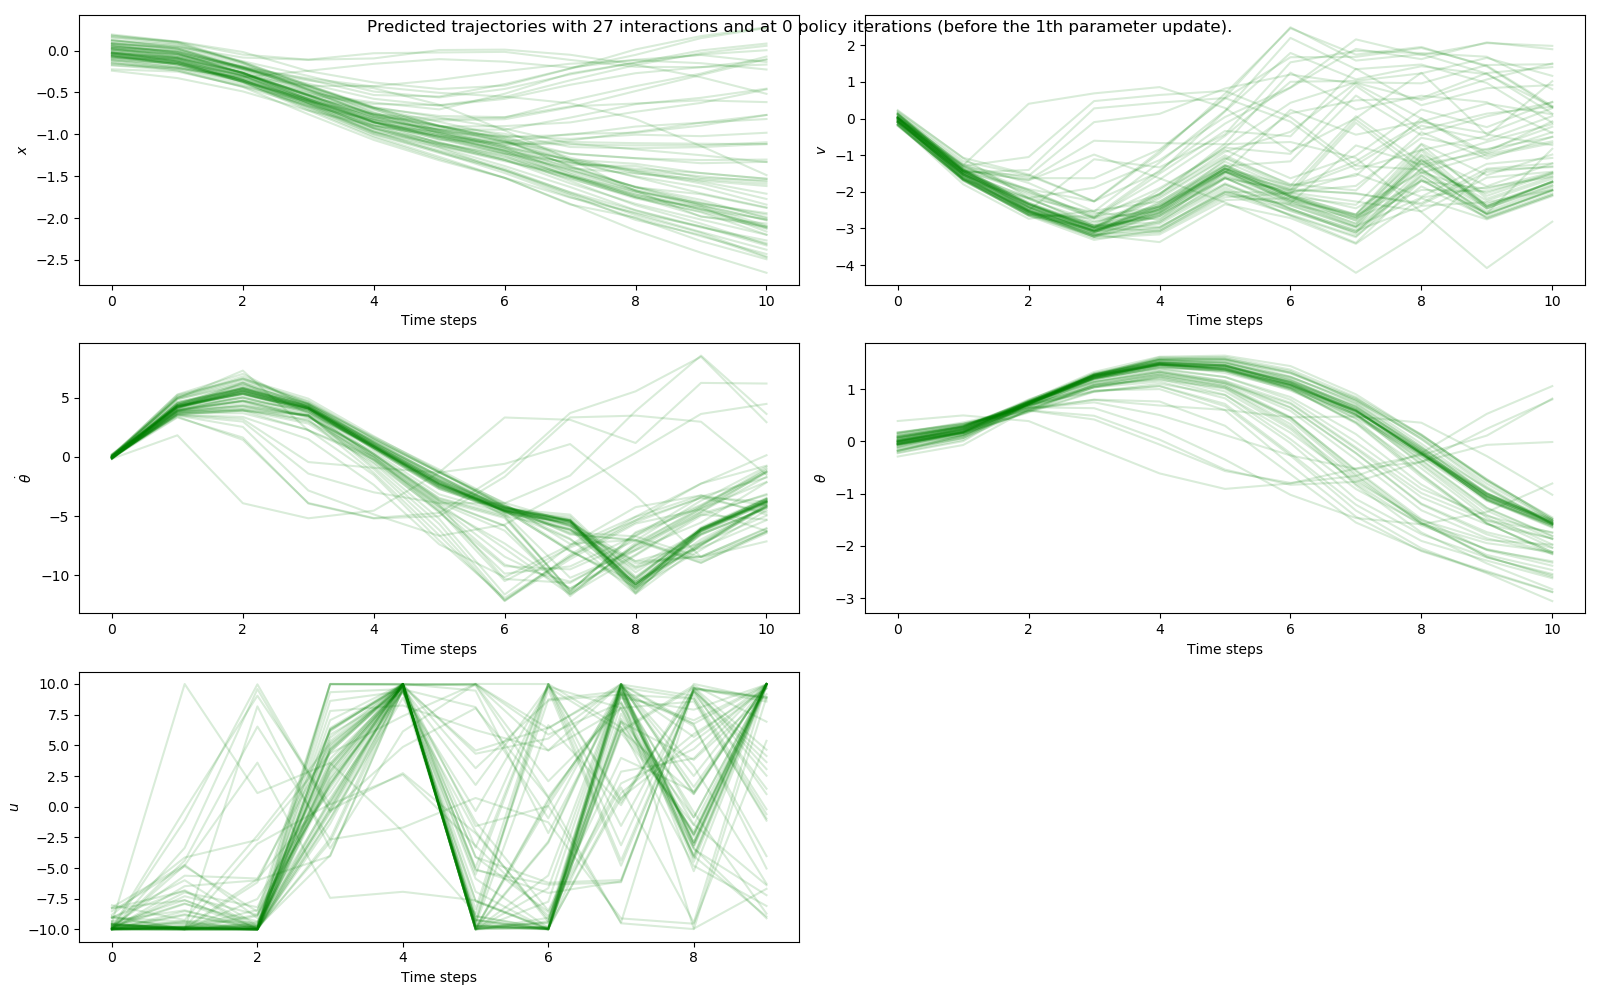 Predicted trajectories with 27 interactions and at 0 policy iterations (before the 1th parameter update).
0.0
−0.5
−1.0
−1.5
−2.0
−2.5
x
0 2 4 6 8 10
Time steps
2
1
0
−1
−2
−3
−4
v
0 2 4 6 8 10
Time steps
5
0
−5
−10
θ̇
0 2 4 6 8 10
Time steps
1
0
−1
−2
−3
θ
0 2 4 6 8 10
Time steps
10.0
7.5
5.0
2.5
0.0
−2.5
−5.0
−7.5
−10.0
u
0 2 4 6 8
Time steps